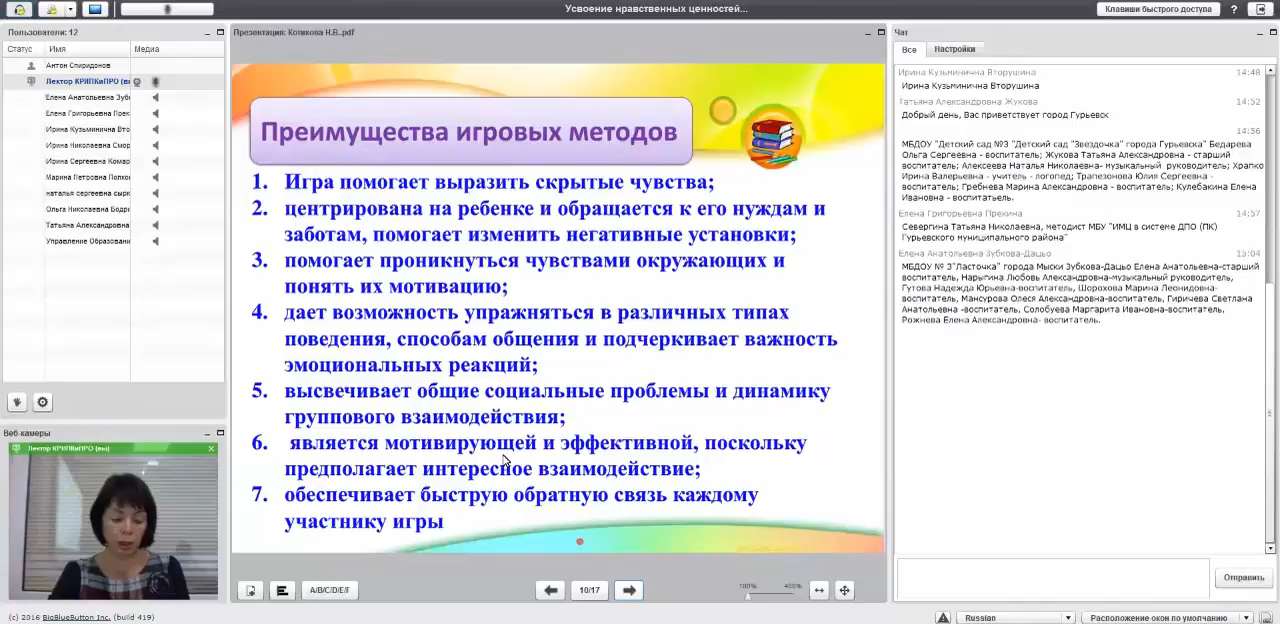 Усвоение нравственных ценностей...
Клавиши быстрого доступа
?
Пользователи: 12
Статус Имя Медиа
Антон Спиридонов
Лектор КРИПКиПРО (вы
Елена Анатольевна Зуб
Елена Григорьевна Прек
Ирина Кузьминична Вто
Ирина Николаевна Смор
Ирина Сергеевна Комар
Марина Петровна Полко
наталья сергеевна сырк
Ольга Николаевна Бодри
Татьяна Александровна
Управление Образовани
Веб камеры
Лектор КРИПКиПРО (вы)
Презентация: Котикова Н.В..pdf
Преимущества игровых методов
1. Игра помогает выразить скрытые чувства;
2. центрирована на ребенке и обращается к его нуждам и
заботам, помогает изменить негативные установки;
3. помогает проникнуться чувствами окружающих и
понять их мотивацию;
4. дает возможность упражняться в различных типах
поведения, способам общения и подчеркивает важность
эмоциональных реакций;
5. высвечивает общие социальные проблемы и динамику
группового взаимодействия;
6. является мотивирующей и эффективной, поскольку
предполагает интересное взаимодействие;
7. обеспечивает быструю обратную связь каждому
участнику игры
A/B/C/D/E/F
10/17
100% 400%
Чат
Все Настройки
Ирина Кузьминична Вторушина 14:48
Ирина Кузьминична Вторушина
Татьяна Александровна Жукова 14:52
Добрый день, Вас приветствует город Гурьевск
14:56
МБДОУ "Детский сад №3 "Детский сад "Звездочка" города Гурьевска" Бедарева
Ольга Сергеевна - воспитатель; Жукова Татьяна Александровна - старший
воспитатель; Алексеева Наталья Николаевна- музыкальный руководитель; Храпко
Ирина Валерьевна - учитель - логопед; Трапезонова Юлия Сергеевна -
воспитатель; Гребнева Марина Александровна - воспитатель; Кулебакина Елена
Ивановна - воспитатьель.
Елена Григорьевна Прекина 14:57
Севергина Татьяна Николаевна, методист МБУ "ИМЦ в системе ДПО (ПК)
Гурьевского муниципального района"
Елена Анатольевна Зубкова-Дацьо 15:04
МБДОУ № 3"Ласточка" города Мыски Зубкова-Дацьо Елена Анатольевна-старший
воспитатель, Нарыгина Любовь Александровна-музыкальный руководитель,
Гутова Надежда Юрьевна-воспитатель, Шорохова Марина Леонидовна-
воспитатель, Мансурова Олеся Александровна-воспитатель, Гиричева Светлана
Анатольевна -воспитатель, Солобуева Маргарита Ивановна-воспитатель,
Рожнева Елена Александровна- воспитатель.
Отправить
(c) 2016 BigBlueButton Inc. (build 419)
Russian
Расположение окон по умолчанию